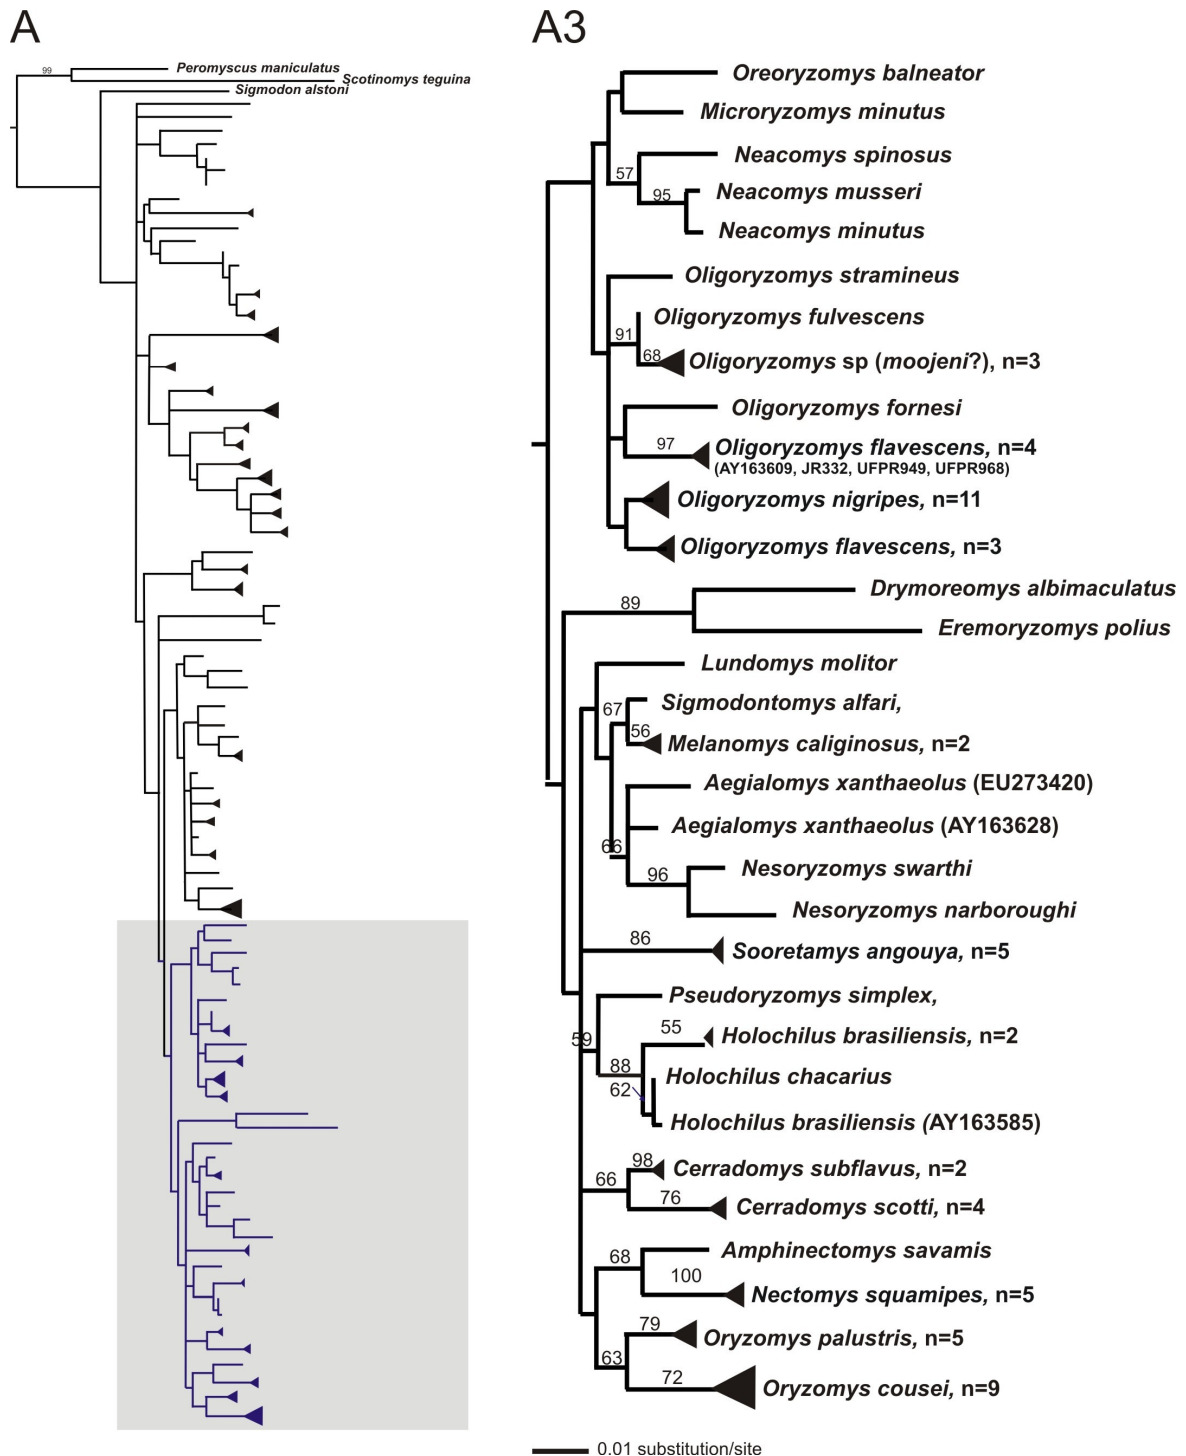 A
A3
99
Peromyscus maniculatus
Scotinomys teguina
Sigmodon alstoni
Oreoryzomys balneator
Microryzomys minutus
Neacomys spinosus
57
95
Neacomys musseri
Neacomys minutus
Oligoryzomys stramineus
Oligoryzomys fulvescens
91
68
Oligoryzomys sp (moojeni?), n=3
Oligoryzomys fornesi
97
Oligoryzomys flavescens, n=4
(AY163609, JR332, UFPR949, UFPR968)
Oligoryzomys nigripes, n=11
Oligoryzomys flavescens, n=3
Drymoreomys albimaculatus
89
Eremoryzomys polius
Lundomys molitor
Sigmodontomys alfari,
67
56
Melanomys caliginosus, n=2
Aegialomys xanthaeolus (EU273420)
Aegialomys xanthaeolus (AY163628)
66
Nesoryzomys swarthi
96
Nesoryzomys narboroughi
86
Sooretamys angouya, n=5
Pseudoryzomys simplex,
59
55
Holochilus brasiliensis, n=2
88
Holochilus chacarius
62
Holochilus brasiliensis (AY163585)
98
Cerradomys subflavus, n=2
66
76
Cerradomys scotti, n=4
Amphinectomys savamis
68
100
Nectomys squamipes, n=5
79
Oryzomys palustris, n=5
63
72
Oryzomys cousei, n=9
0.01 substitution/site